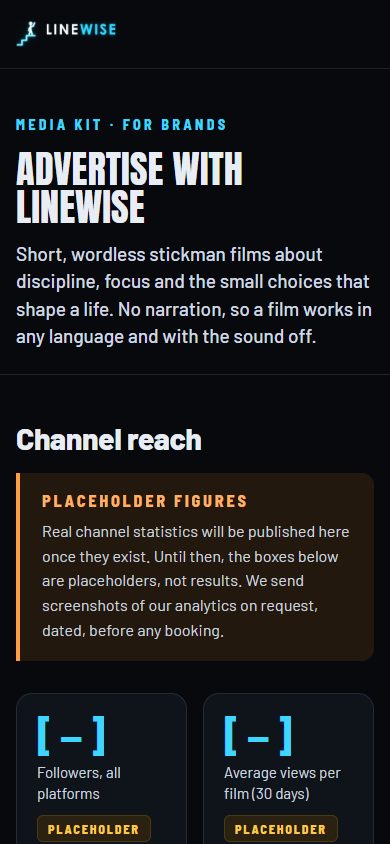 LINEWISE
MEDIA KIT · FOR BRANDS
ADVERTISE WITH
LINEWISE
Short, wordless stickman films about
discipline, focus and the small choices that
shape a life. No narration, so a film works in
any language and with the sound off.
Channel reach
PLACEHOLDER FIGURES
Real channel statistics will be published here
once they exist. Until then, the boxes below
are placeholders, not results. We send
screenshots of our analytics on request,
dated, before any booking.
[ – ]
Followers, all
platforms
PLACEHOLDER
[ – ]
Average views per
film (30 days)
PLACEHOLDER